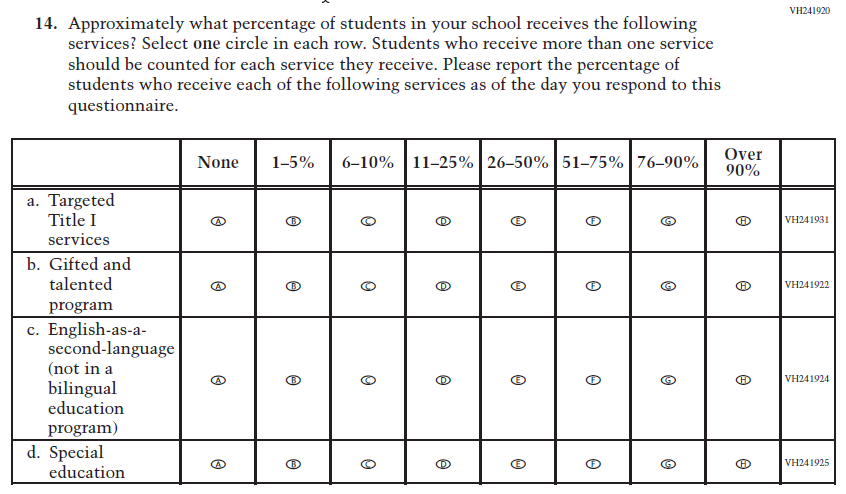 VH241920
14. Approximately what percentage of students in your school receives the following
services? Select one circle in each row. Students who receive more than one service
should be counted for each service they receive. Please report the percentage of
students who receive each of the following services as of the day you respond to this
questionnaire.
None 1–5% 6–10% 11–25% 26–50% 51–75% 76–90% Over
90%
a. Targeted
Title I
services
A B C D E F G H VH241931
b. Gifted and
talented
program
A B C D E F G H VH241922
c. English-as-a-
second-language
(not in a
bilingual
education
program)
A B C D E F G H VH241924
d. Special
education
A B C D E F G H VH241925